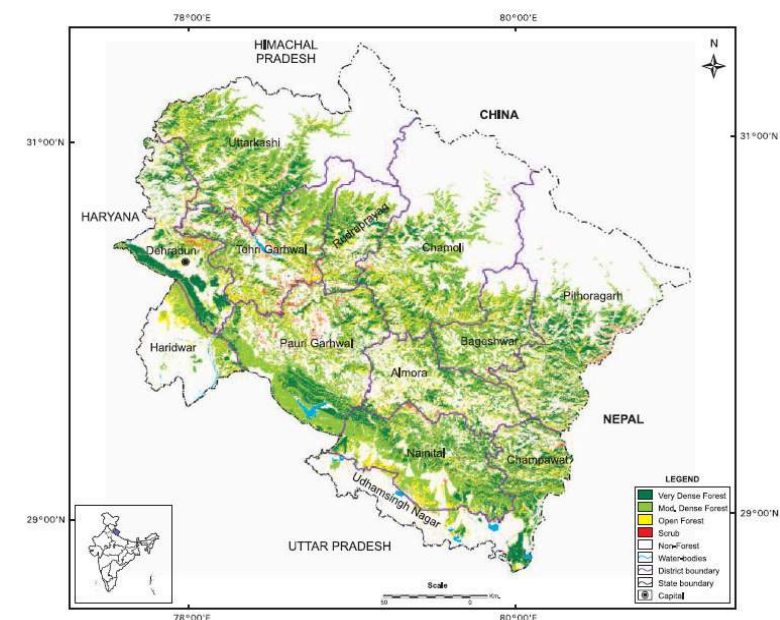 78°00'E
80°00'E
HIMACHAL
PRADESH
N
CHINA
31°00'N
31°00'N
Uttarkashi
HARYANA
Rudraprayag
Dehradun
Tehri Garhwal
Chamoli
Pithoragarh
Haridwar
Pauri Garhwal
Bageshwar
Almora
NEPAL
Nainital
Champawat
Udhamsingh Nagar
29°00'N
29°00'N
UTTAR PRADESH
LEGEND
Very Dense Forest
Mod. Dense Forest
Open Forest
Scrub
Non-Forest
Water-bodies
District boundary
State boundary
Capital
Scale
50
0
Km.
78°00'E
80°00'E